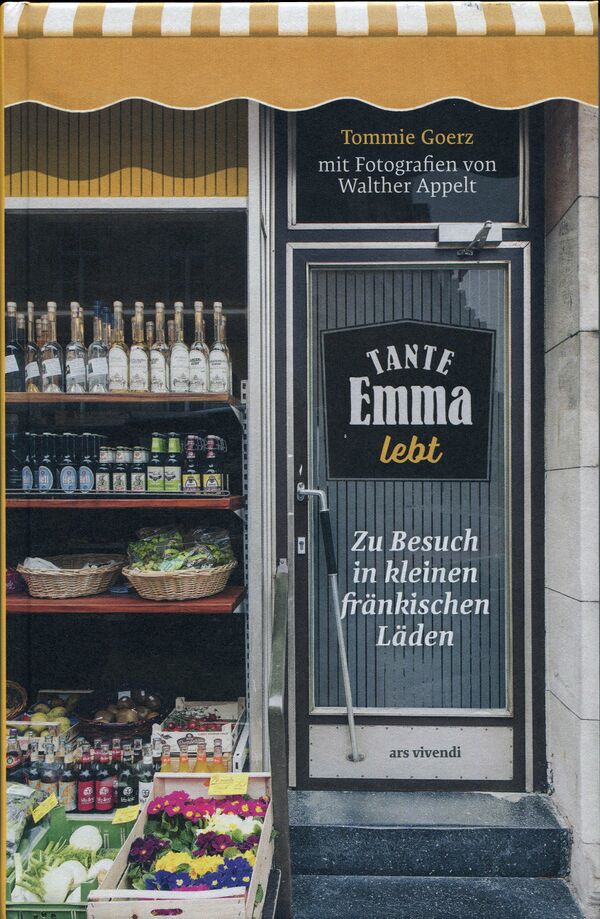 Tommie Goerz
mit Fotografien von
Walther Appelt
TANTE
Emma
lebt
Zu Besuch
in kleinen
fränkischen
Läden
ars vivendi